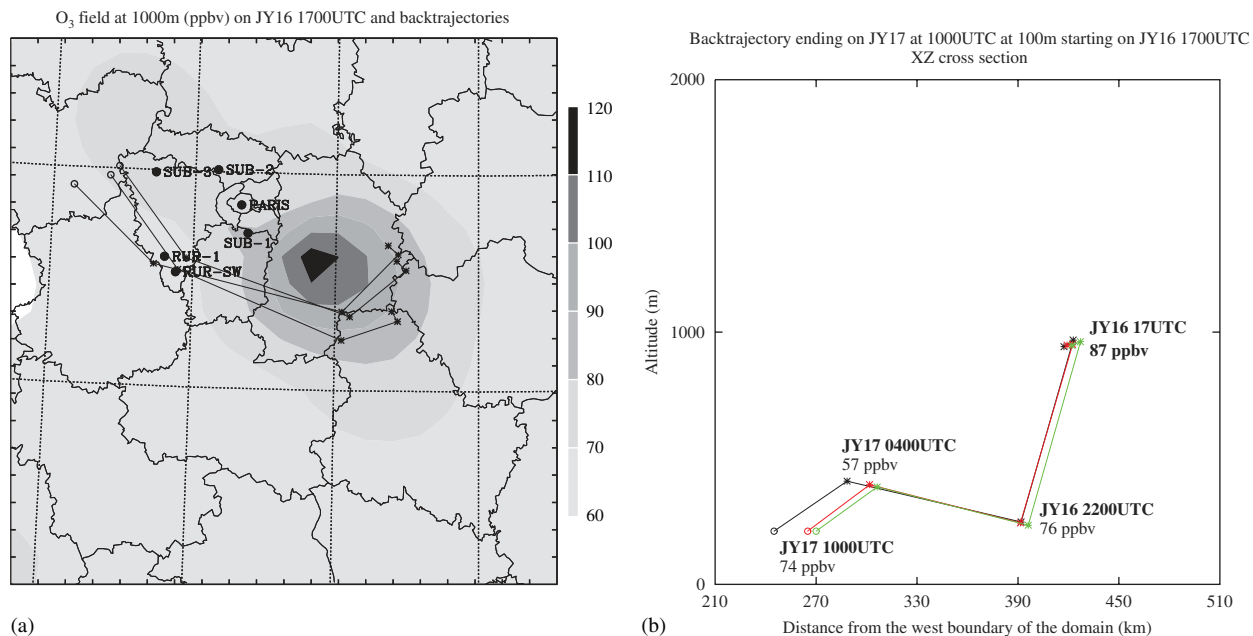 O₃ field at 1000m (ppbv) on JY16 1700UTC and backtrajectories
SUB-3
SUB-2
PARIS
SUB-1
RUR-1
RUR-SW
120
110
100
90
80
70
60
(a)
Backtrajectory ending on JY17 at 1000UTC at 100m starting on JY16 1700UTC
XZ cross section
2000
1000
0
Altitude (m)
JY16 17UTC
87 ppbv
JY17 0400UTC
57 ppbv
JY16 2200UTC
76 ppbv
JY17 1000UTC
74 ppbv
210 270 330 390 450 510
Distance from the west boundary of the domain (km)
(b)